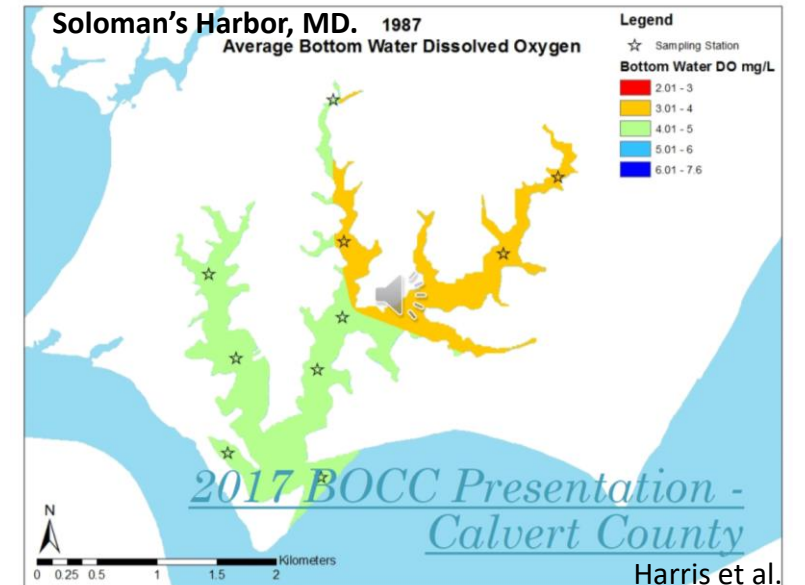 Soloman's Harbor, MD.
1987
Average Bottom Water Dissolved Oxygen
Legend
Sampling Station
Bottom Water DO mg/L
2.01 - 3
3.01 - 4
4.01 - 5
5.01 - 6
6.01 - 7.6
2017 BOCC Presentation -
Calvert County
N
Kilometers
0 0.25 0.5 1 1.5 2
Harris et al.